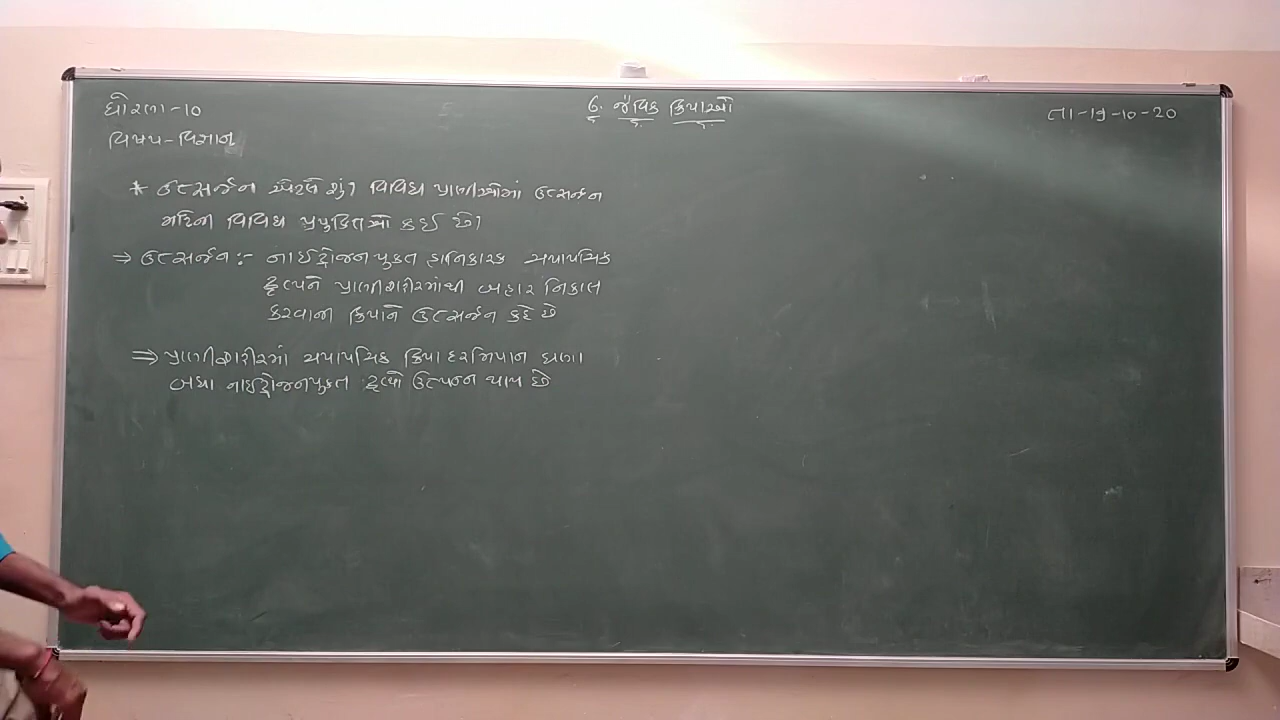 ધોરણ-10
6. જૈવિક ક્રિયાઓ
તા-19-10-20
વિષય-વિજ્ઞાન
* ઉત્સર્જન એટલે શું? વિવિધ પ્રાણીઓમાં ઉત્સર્જન
માટેની વિવિધ પ્રયુક્તિઓ કઈ છે?
⇒ ઉત્સર્જન :- નાઈટ્રોજનયુક્ત હાનિકારક ચયાપચયિક
દ્રવ્યોને પ્રાણીશરીરમાંથી બહાર નિકાલ
કરવાની ક્રિયાને ઉત્સર્જન કહે છે
⇒ પ્રાણીશરીરમાં ચયાપચયિક ક્રિયા દરમિયાન ઘણા
બધા નાઈટ્રોજનયુક્ત દ્રવ્યો ઉત્પન્ન થાય છે